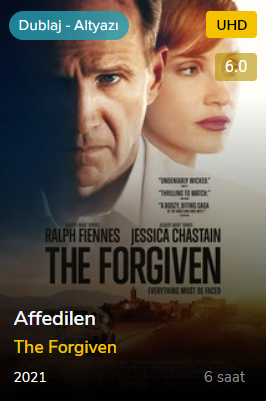 Dublaj - Altyazı
UHD
6.0
"UNDENIABLY WICKED."
"THRILLING TO WATCH."
"A BOOZY, BITING SAGA
RALPH FIENNES JESSICA CHASTAIN
THE FORGIVEN
EVERYTHING MUST BE FACED
Affedilen
The Forgiven
2021
6 saat